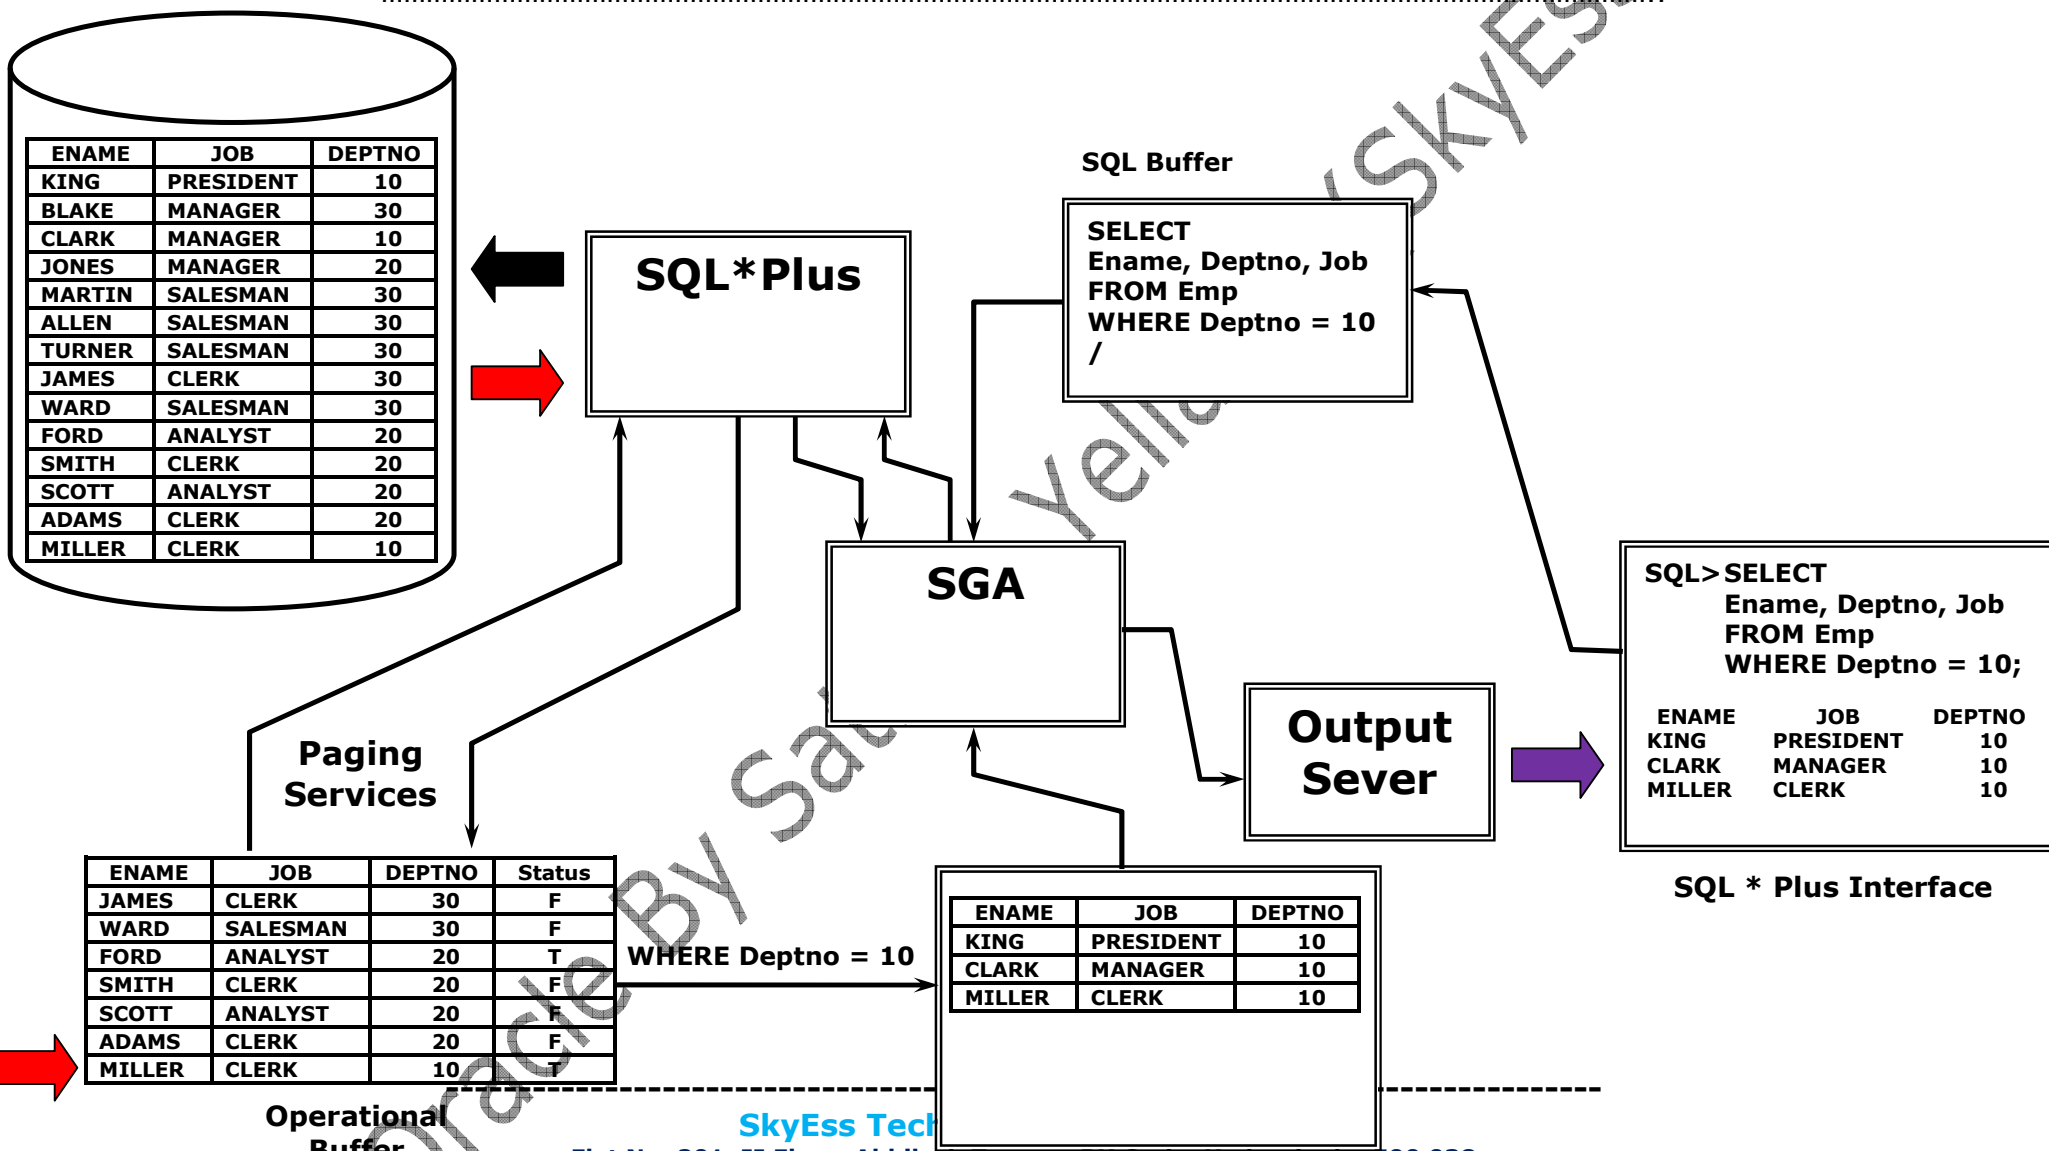 ENAME JOB DEPTNO
KING PRESIDENT 10
BLAKE MANAGER 30
CLARK MANAGER 10
JONES MANAGER 20
MARTIN SALESMAN 30
ALLEN SALESMAN 30
TURNER SALESMAN 30
JAMES CLERK 30
WARD SALESMAN 30
FORD ANALYST 20
SMITH CLERK 20
SCOTT ANALYST 20
ADAMS CLERK 20
MILLER CLERK 10
SQL*Plus
SQL Buffer
SELECT
Ename, Deptno, Job
FROM Emp
WHERE Deptno = 10
/
SGA
Output
Sever
SQL>SELECT
Ename, Deptno, Job
FROM Emp
WHERE Deptno = 10;
ENAME JOB DEPTNO
KING PRESIDENT 10
CLARK MANAGER 10
MILLER CLERK 10
SQL * Plus Interface
Paging
Services
ENAME JOB DEPTNO Status
JAMES CLERK 30 F
WARD SALESMAN 30 F
FORD ANALYST 20 T
SMITH CLERK 20 F
SCOTT ANALYST 20 F
ADAMS CLERK 20 F
MILLER CLERK 10 T
WHERE Deptno = 10
ENAME JOB DEPTNO
KING PRESIDENT 10
CLARK MANAGER 10
MILLER CLERK 10
Operational
Buffer
SkyEss Tech
Oracle By